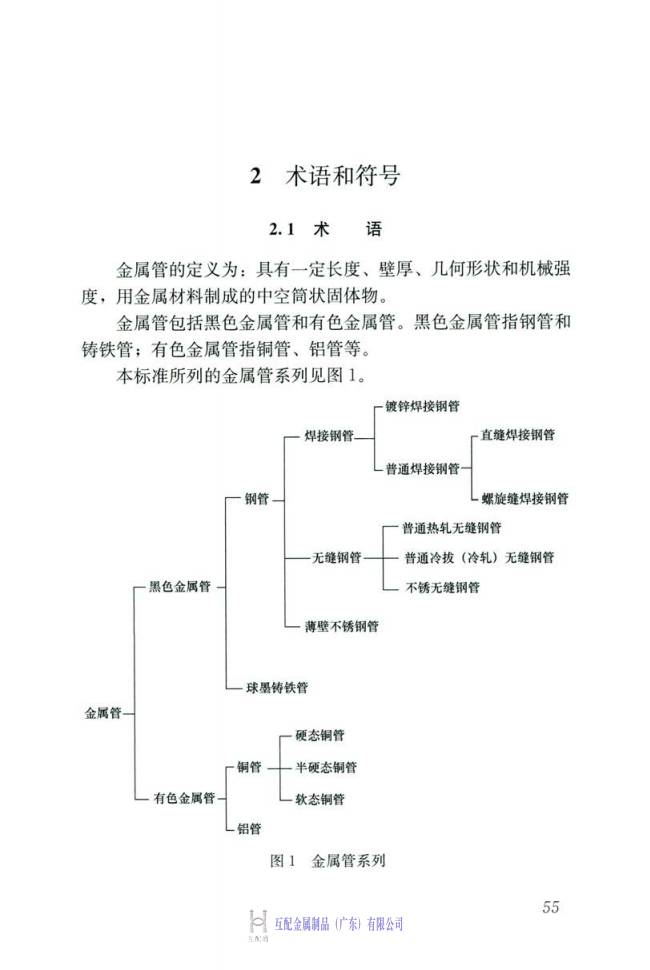 2 术语和符号
2.1 术 语
金属管的定义为：具有一定长度、壁厚、几何形状和机械强
度，用金属材料制成的中空筒状固体物。
金属管包括黑色金属管和有色金属管。黑色金属管指钢管和
铸铁管；有色金属管指铜管、铝管等。
本标准所列的金属管系列见图 1。
镀锌焊接钢管
焊接钢管
直缝焊接钢管
普通焊接钢管
钢管
螺旋缝焊接钢管
普通热轧无缝钢管
无缝钢管
普通冷拔（冷轧）无缝钢管
黑色金属管
不锈无缝钢管
薄壁不锈钢管
球墨铸铁管
金属管
硬态铜管
铜管
半硬态铜管
有色金属管
软态铜管
铝管
图 1 金属管系列
55
互配金属制品（广东）有限公司